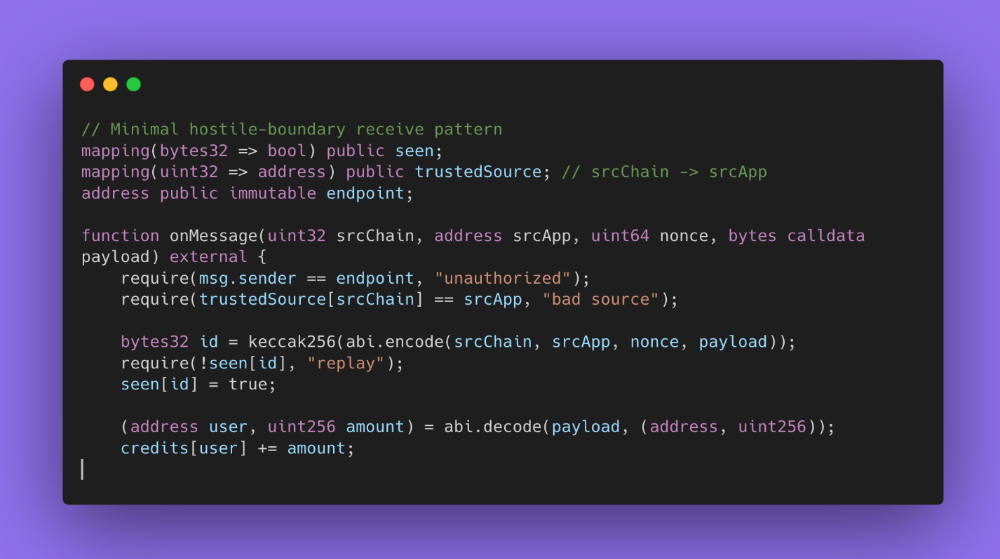 // Minimal hostile-boundary receive pattern
mapping(bytes32 => bool) public seen;
mapping(uint32 => address) public trustedSource; // srcChain -> srcApp
address public immutable endpoint;

function onMessage(uint32 srcChain, address srcApp, uint64 nonce, bytes calldata
payload) external {
    require(msg.sender == endpoint, "unauthorized");
    require(trustedSource[srcChain] == srcApp, "bad source");

    bytes32 id = keccak256(abi.encode(srcChain, srcApp, nonce, payload));
    require(!seen[id], "replay");
    seen[id] = true;

    (address user, uint256 amount) = abi.decode(payload, (address, uint256));
    credits[user] += amount;